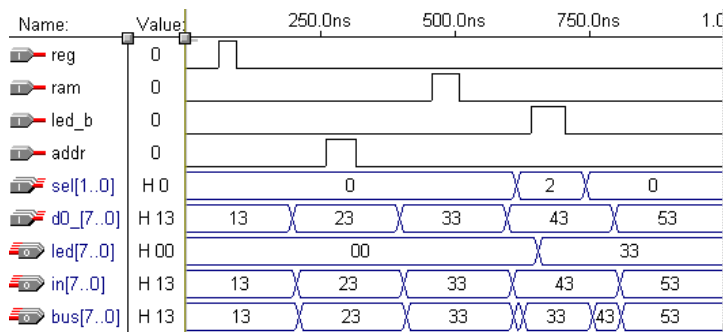 Name: Value: 250.0ns 500.0ns 750.0ns 1.0
reg 0
ram 0
led_b 0
addr 0
sel[1..0] H 0 0 2 0
d0_[7..0] H 13 13 23 33 43 53
led[7..0] H 00 00 33
in[7..0] H 13 13 23 33 43 53
bus[7..0] H 13 13 23 33 33 43 53